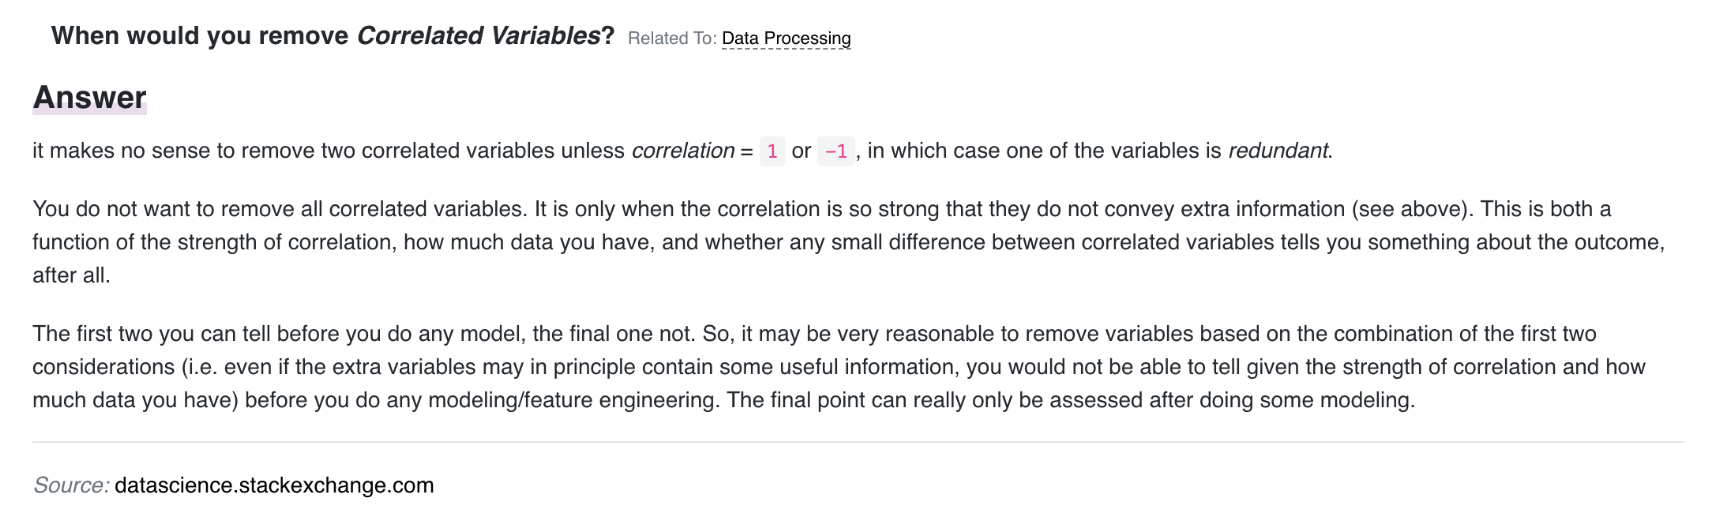 When would you remove Correlated Variables? Related To: Data Processing
Answer
it makes no sense to remove two correlated variables unless correlation = 1 or -1 , in which case one of the variables is redundant.
You do not want to remove all correlated variables. It is only when the correlation is so strong that they do not convey extra information (see above). This is both a
function of the strength of correlation, how much data you have, and whether any small difference between correlated variables tells you something about the outcome,
after all.
The first two you can tell before you do any model, the final one not. So, it may be very reasonable to remove variables based on the combination of the first two
considerations (i.e. even if the extra variables may in principle contain some useful information, you would not be able to tell given the strength of correlation and how
much data you have) before you do any modeling/feature engineering. The final point can really only be assessed after doing some modeling.
Source: datascience.stackexchange.com